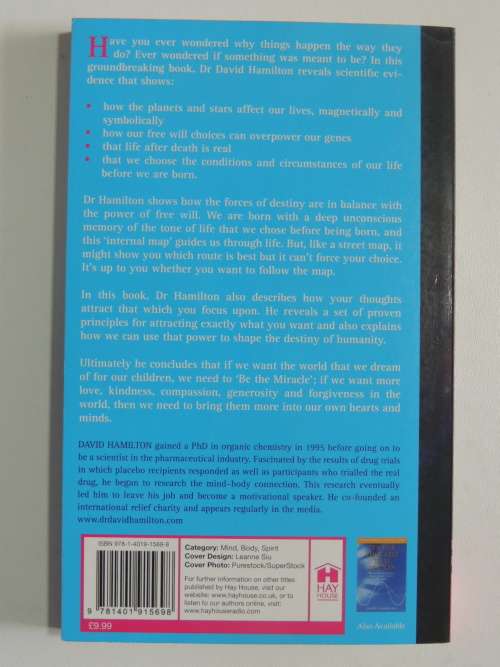 Have you ever wondered why things happen the way they
do? Ever wondered if something was meant to be? In this
groundbreaking book, Dr David Hamilton reveals scientific evi-
dence that shows:
• how the planets and stars affect our lives, magnetically and
symbolically
• how our free will choices can overpower our genes
• that life after death is real
• that we choose the conditions and circumstances of our life
before we are born.
Dr Hamilton shows how the forces of destiny are in balance with
the power of free will. We are born with a deep unconscious
memory of the tone of life that we chose before being born, and
this 'internal map' guides us through life. But, like a street map, it
might show you which route is best but it can't force your choice.
It's up to you whether you want to follow the map.
In this book, Dr Hamilton also describes how your thoughts
attract that which you focus upon. He reveals a set of proven
principles for attracting exactly what you want and also explains
how we can use that power to shape the destiny of humanity.
Ultimately he concludes that if we want the world that we dream
of for our children, we need to 'Be the Miracle'; if we want more
love, kindness, compassion, generosity and forgiveness in the
world, then we need to bring them more into our own hearts and
minds.
DAVID HAMILTON gained a PhD in organic chemistry in 1995 before going on to
be a scientist in the pharmaceutical industry. Fascinated by the results of drug trials
in which placebo recipients responded as well as participants who trialled the real
drug, he began to research the mind–body connection. This research eventually
led him to leave his job and become a motivational speaker. He co-founded an
international relief charity and appears regularly in the media.
www.drdavidhamilton.com
ISBN 978-1-4019-1569-8
9 781401 915698
£9.99
Category: Mind, Body, Spirit
Cover Design: Leanne Siu
Cover Photo: Purestock/SuperStock
For further information on other titles
published by Hay House, visit our
website: www.hayhouse.co.uk, or to
listen to our authors online, visit:
www.hayhouseradio.com
HAY
HOUSE
Also Available